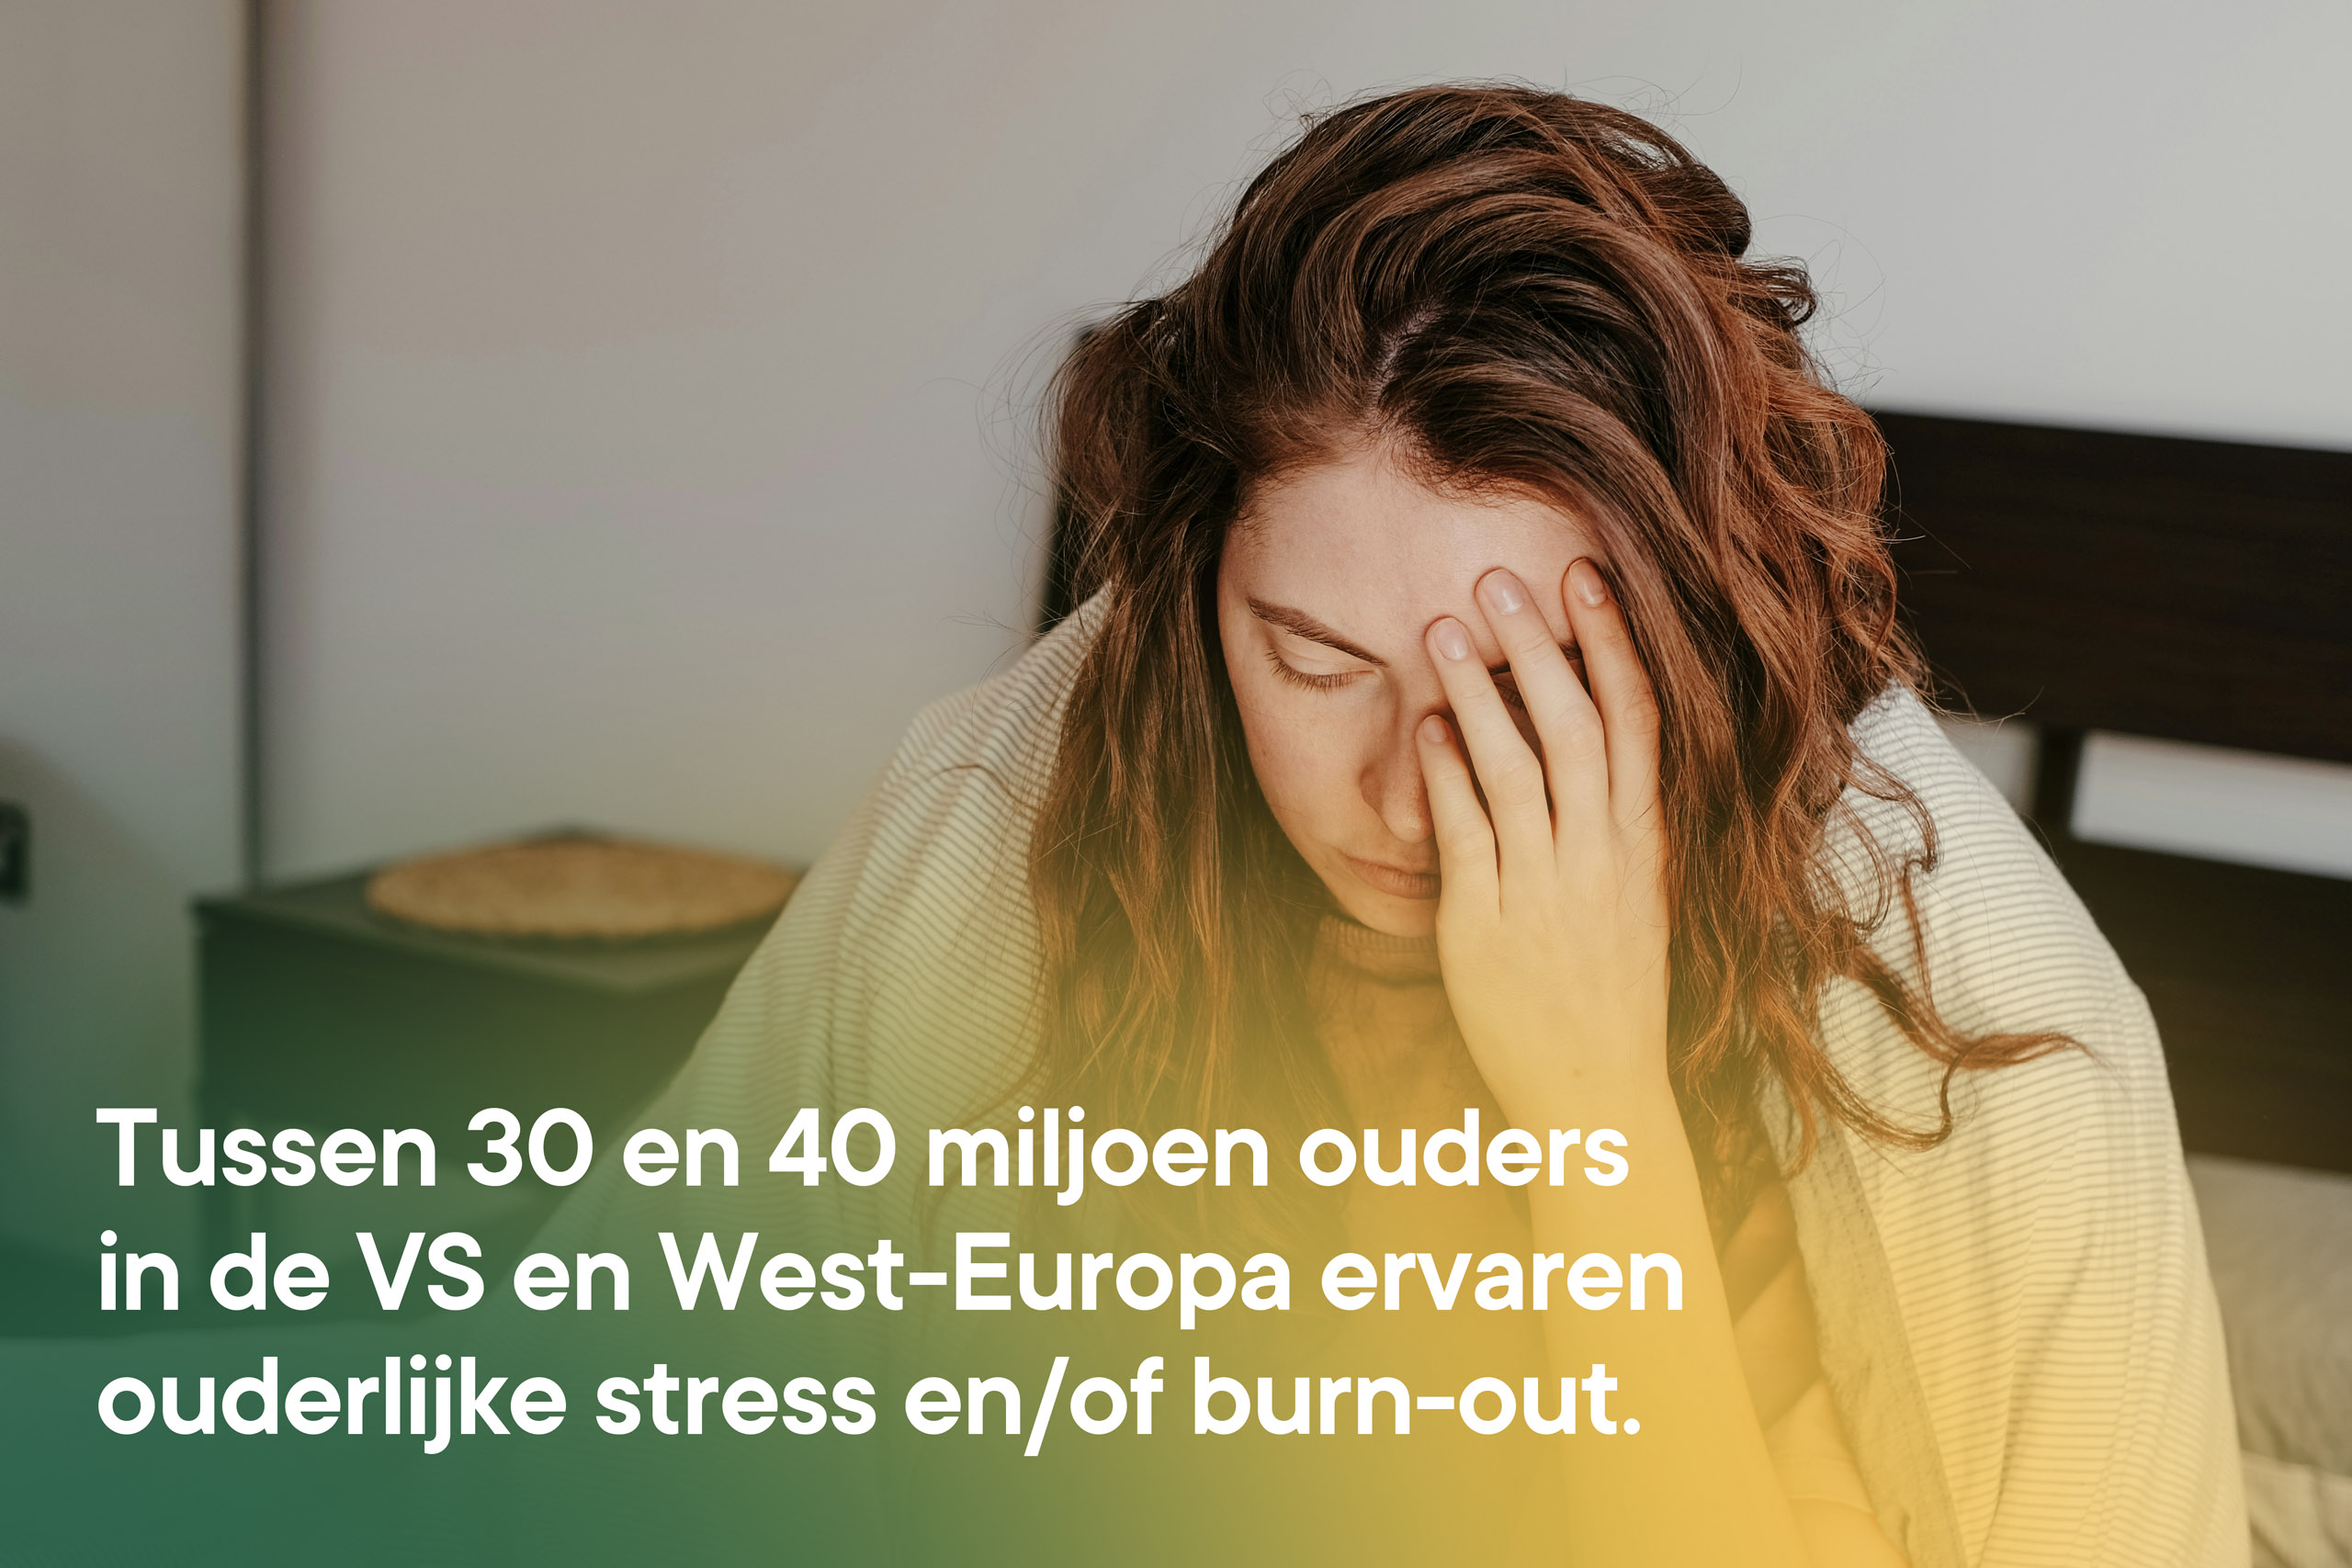 Tussen 30 en 40 miljoen ouders
in de VS en West-Europa ervaren
ouderlijke stress en/of burn-out.